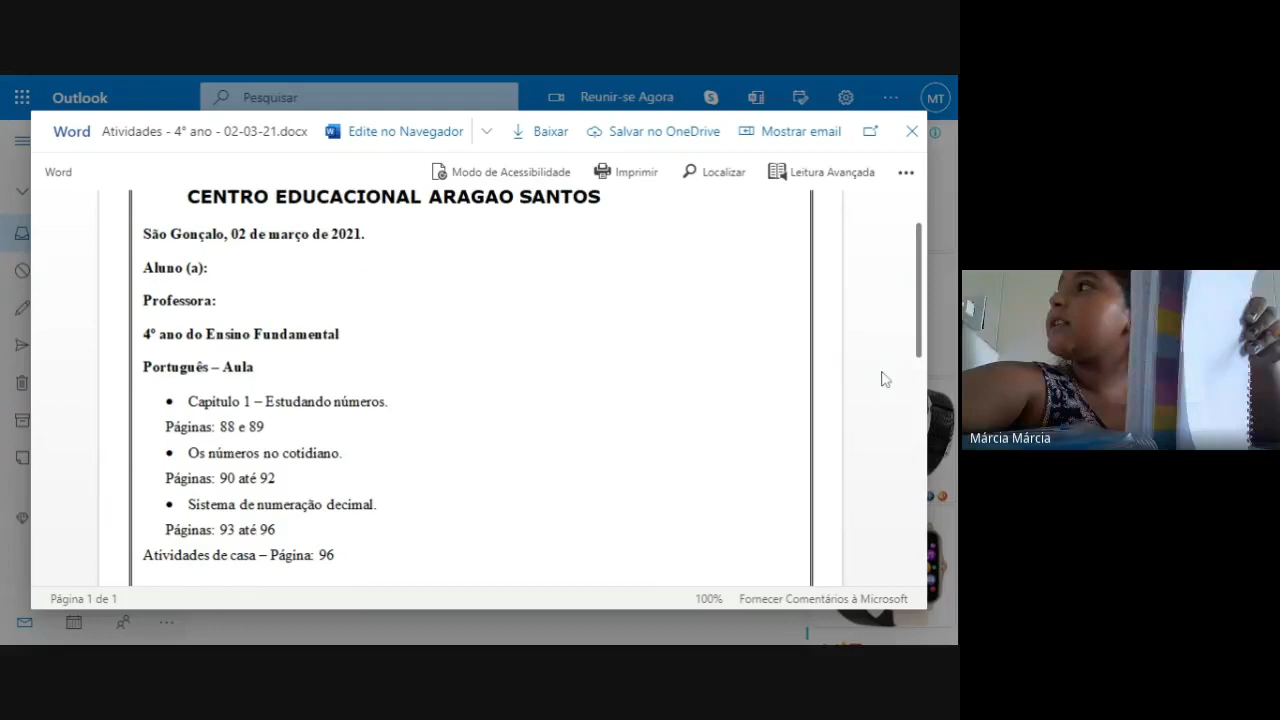 Outlook
Pesquisar
Reunir-se Agora
MT
Word
Atividades - 4° ano - 02-03-21.docx
Edite no Navegador
Baixar
Salvar no OneDrive
Mostrar email
Word
Modo de Acessibilidade
Imprimir
Localizar
Leitura Avançada
CENTRO EDUCACIONAL ARAGAO SANTOS
São Gonçalo, 02 de março de 2021.
Aluno (a):
Professora:
4º ano do Ensino Fundamental
Português – Aula
• Capitulo 1 – Estudando números.
Páginas: 88 e 89
• Os números no cotidiano.
Páginas: 90 até 92
• Sistema de numeração decimal.
Páginas: 93 até 96
Atividades de casa – Página: 96
Página 1 de 1
100%
Fornecer Comentários à Microsoft
Márcia Márcia